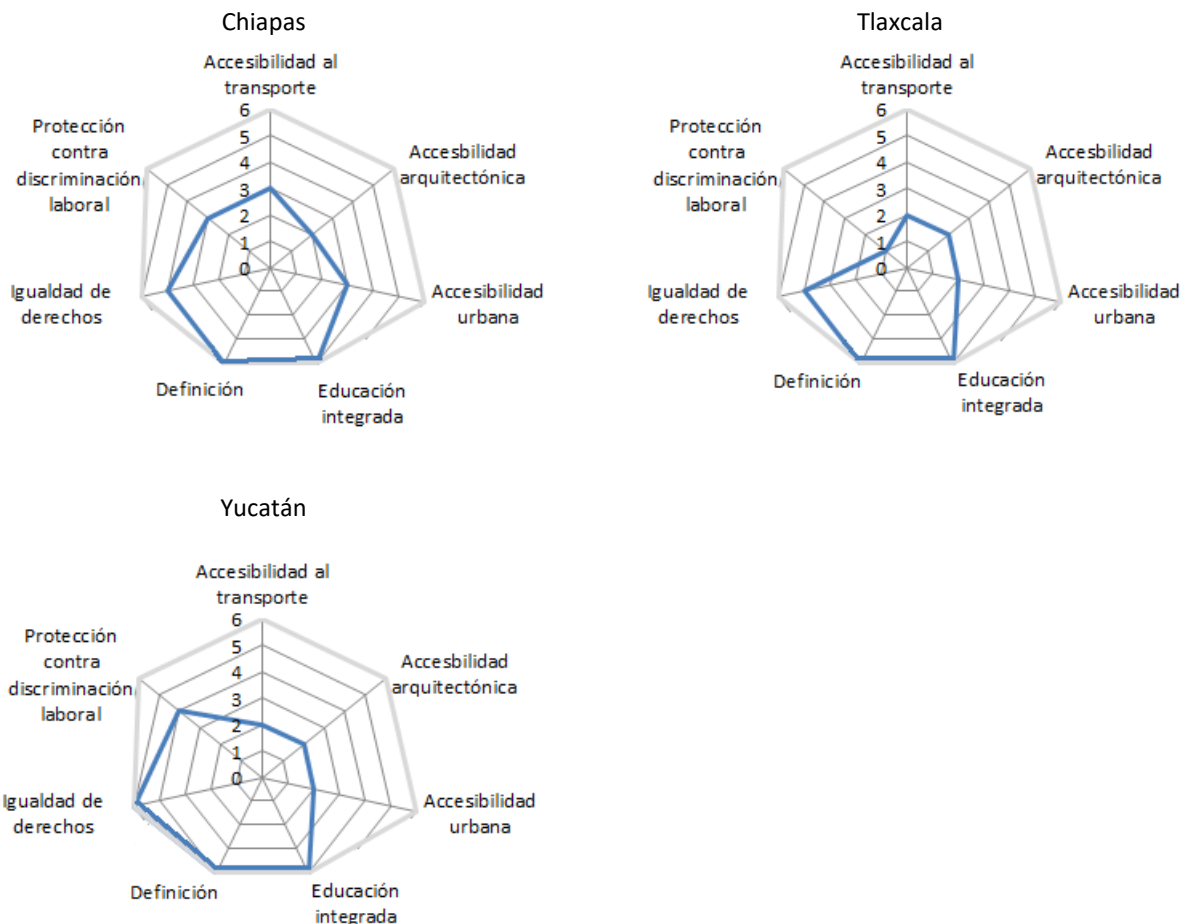 Chiapas
Accesibilidad al
transporte
6
5
4
3
2
1
0
Accesbilidad
arquitectónica
Accesibilidad
urbana
Educación
integrada
Definición
Igualdad de
derechos
Protección
contra
discriminación
laboral
Tlaxcala
Accesibilidad al
transporte
6
5
4
3
2
1
0
Accesbilidad
arquitectónica
Accesibilidad
urbana
Educación
integrada
Definición
Igualdad de
derechos
Protección
contra
discriminación
laboral
Yucatán
Accesibilidad al
transporte
6
5
4
3
2
1
0
Accesbilidad
arquitectónica
Accesibilidad
urbana
Educación
integrada
Definición
Igualdad de
derechos
Protección
contra
discriminación
laboral